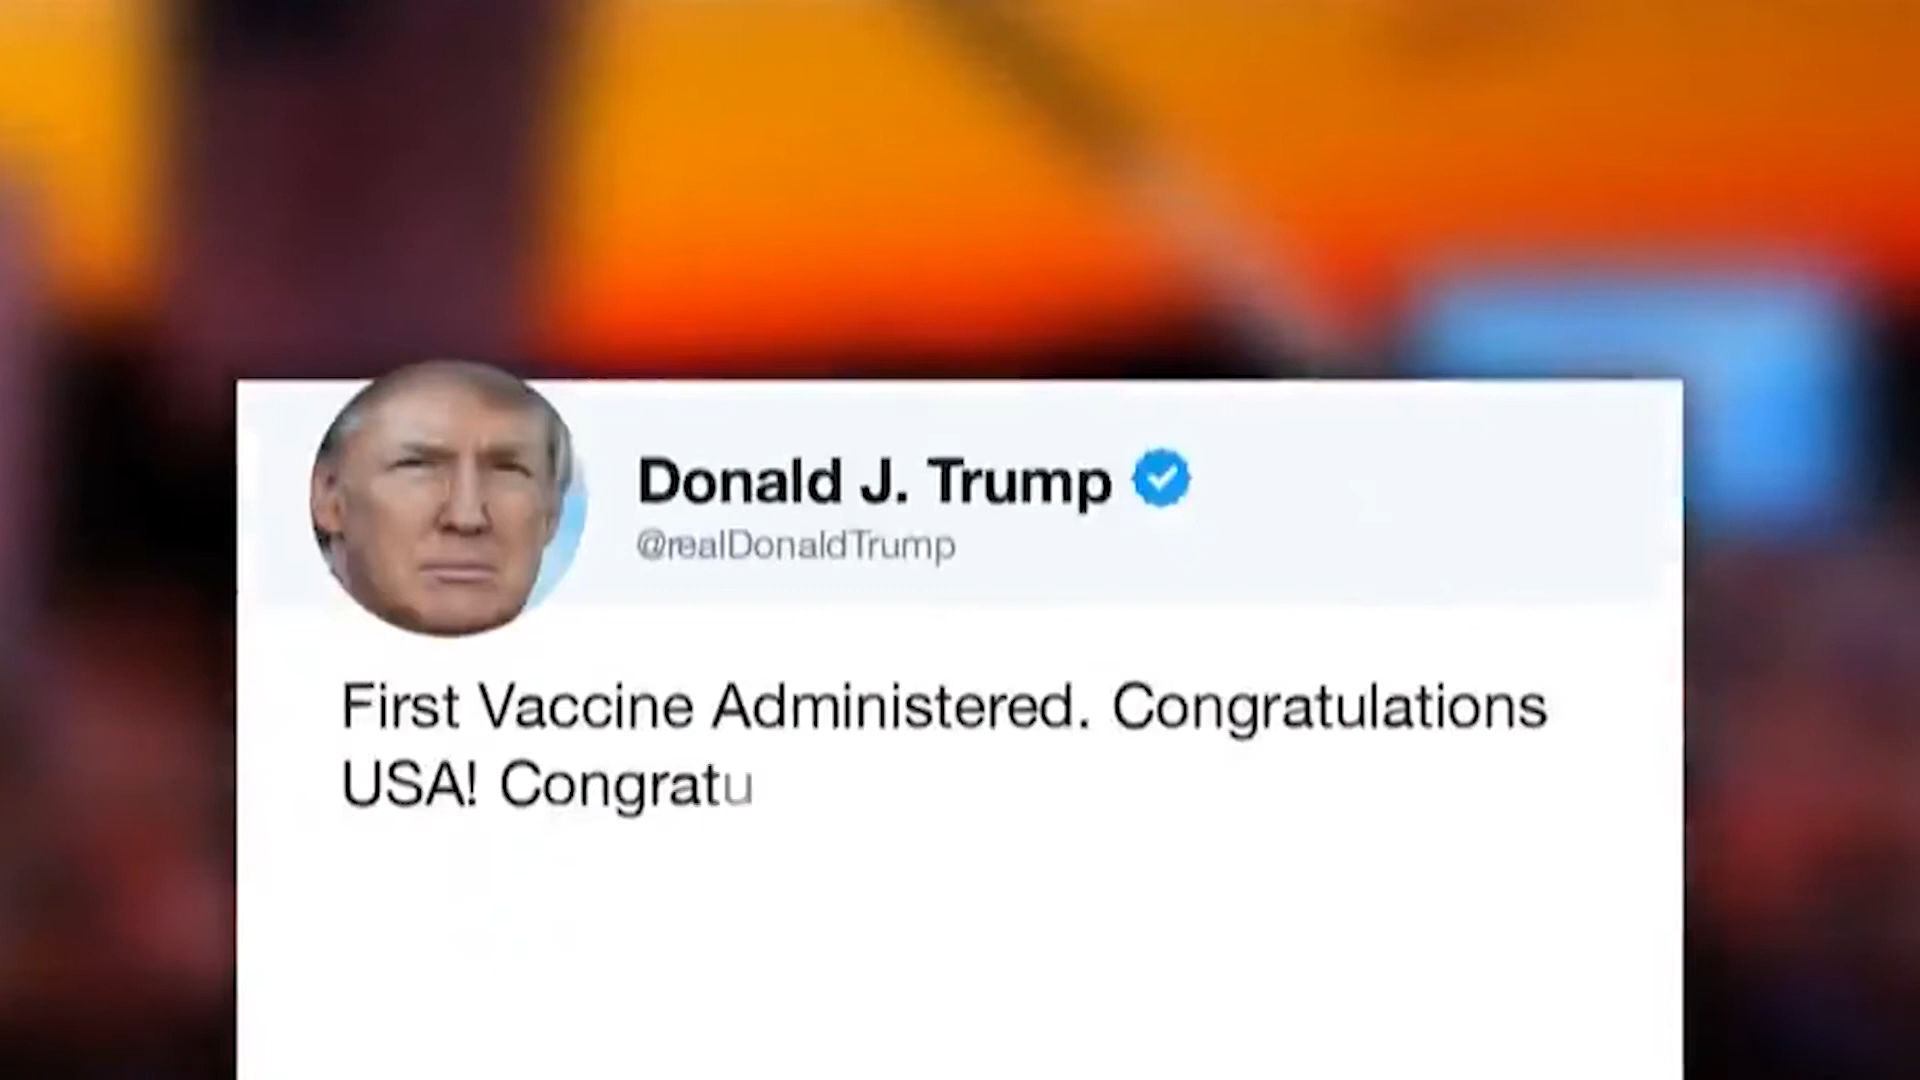 Donald J. Trump
@realDonaldTrump
First Vaccine Administered. Congratulations
USA! Congratu